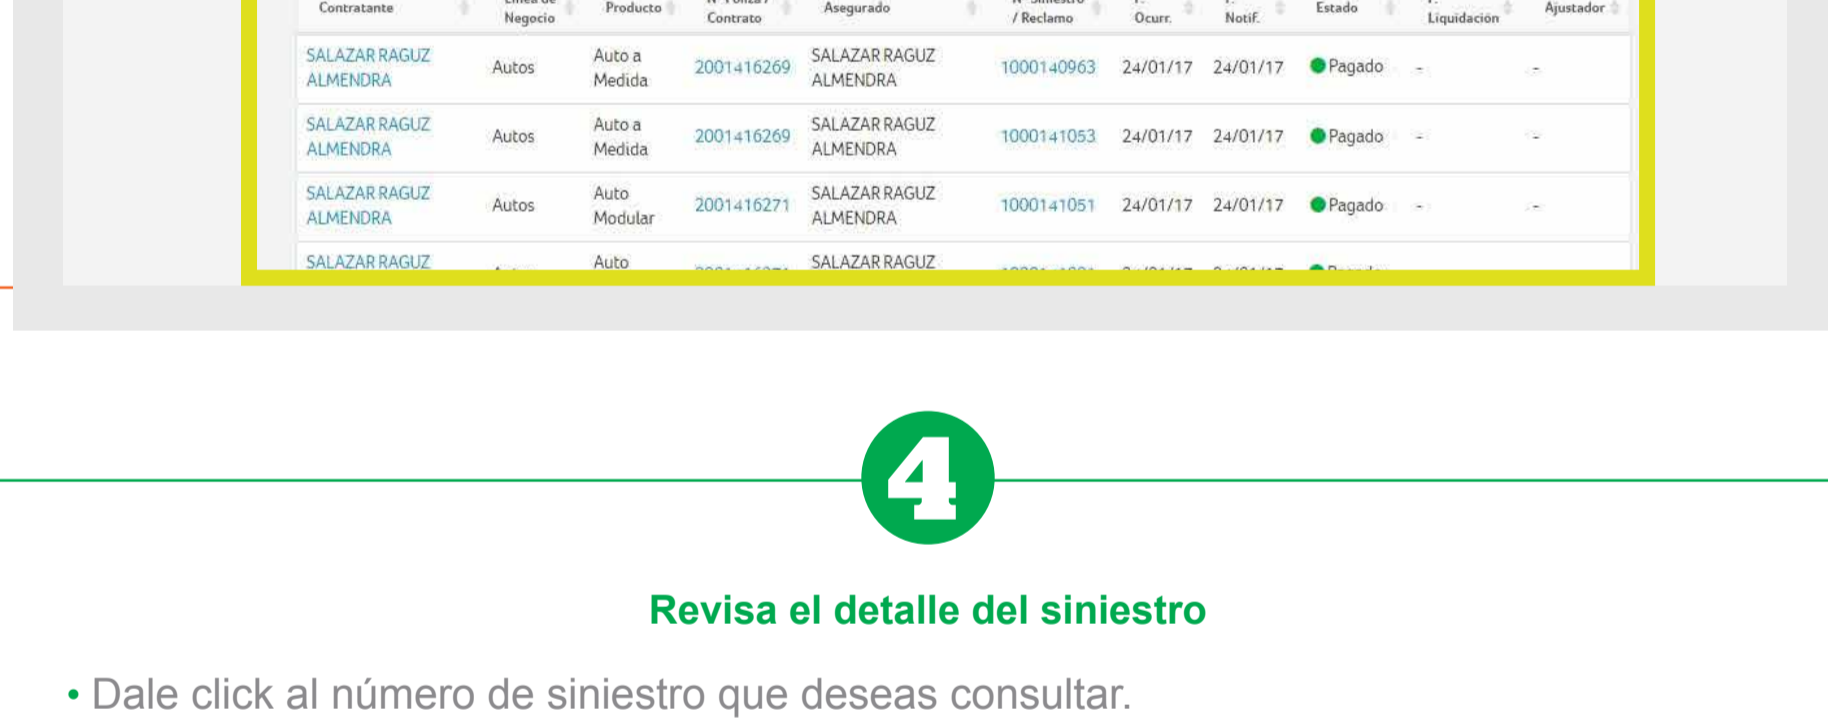 Contratante Negocio Producto Contrato Asegurado / Reclamo Ocurr. Notif. Estado Liquidación Ajustador
SALAZAR RAGUZ Auto a SALAZAR RAGUZ
Autos 2001416269 1000140963 24/01/17 24/01/17 Pagado - -
ALMENDRA Medida ALMENDRA
SALAZAR RAGUZ Auto a SALAZAR RAGUZ
Autos 2001416269 1000141053 24/01/17 24/01/17 Pagado - -
ALMENDRA Medida ALMENDRA
SALAZAR RAGUZ Auto SALAZAR RAGUZ
Autos 2001416271 1000141051 24/01/17 24/01/17 Pagado - -
ALMENDRA Modular ALMENDRA
SALAZAR RAGUZ Auto SALAZAR RAGUZ
4
Revisa el detalle del siniestro
• Dale click al número de siniestro que deseas consultar.